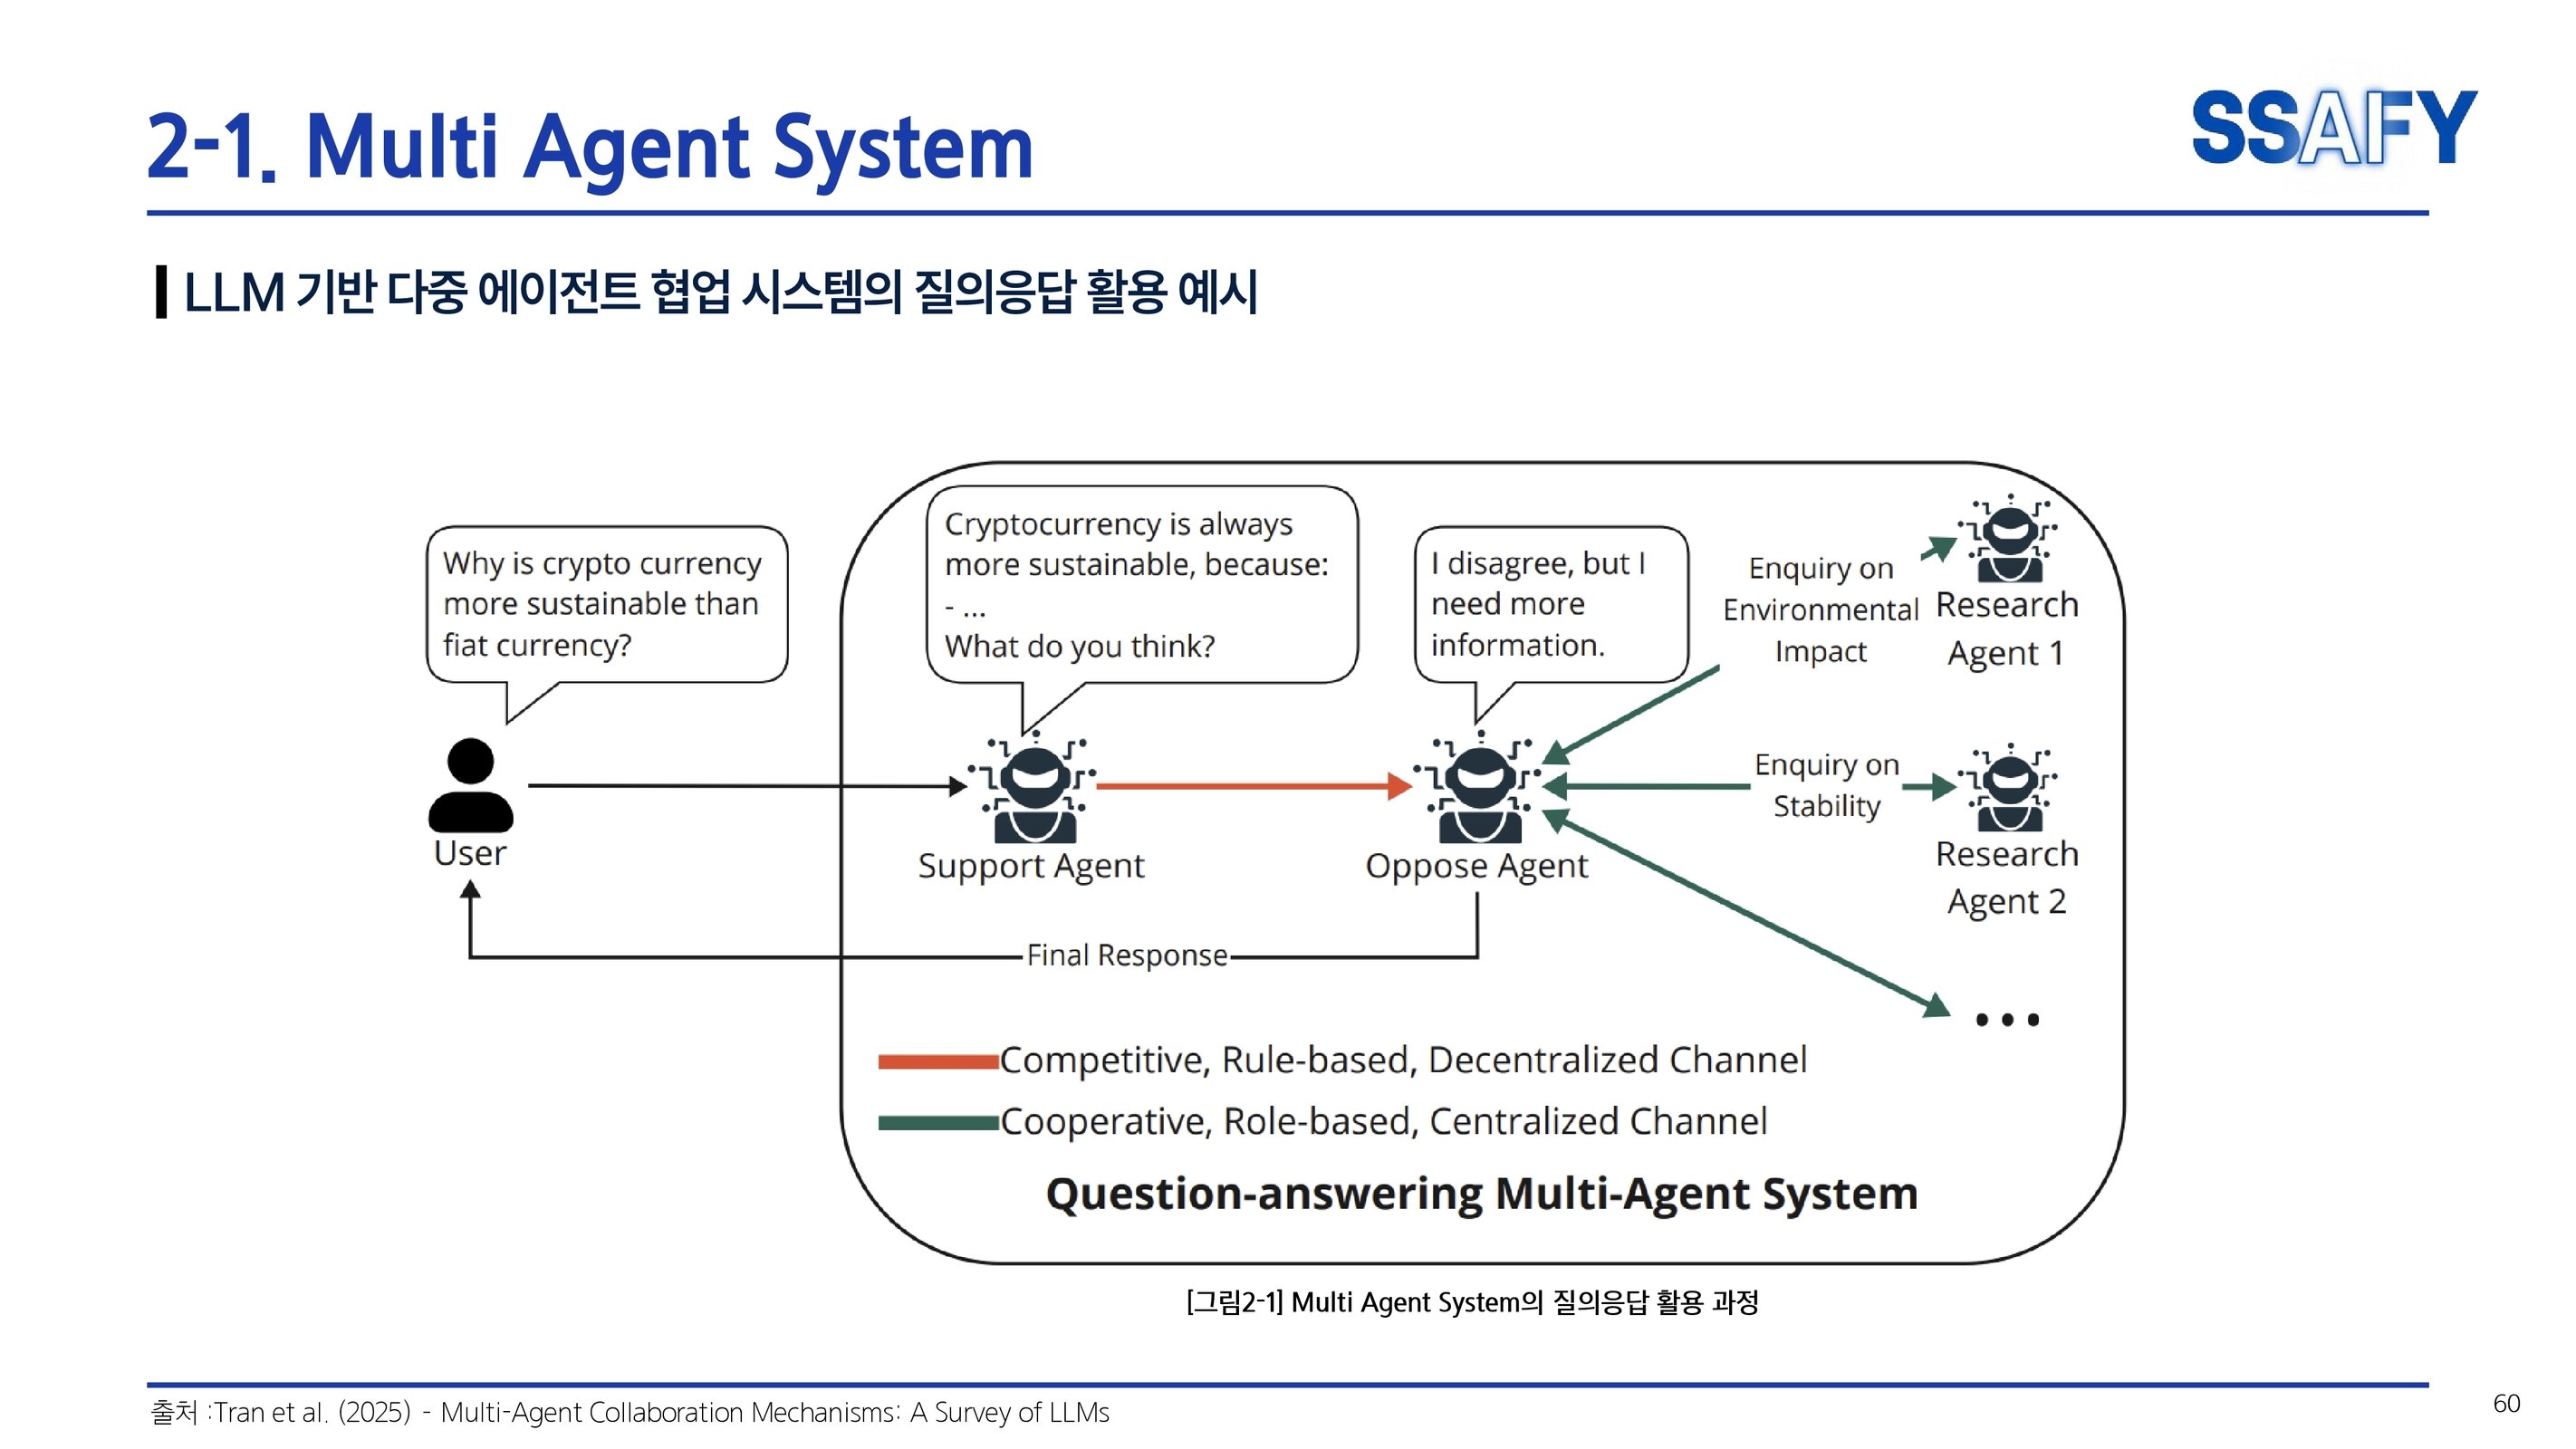 2-1. Multi Agent System
SSAFY
LLM 기반 다중 에이전트 협업 시스템의 질의응답 활용 예시
Why is crypto currency
more sustainable than
fiat currency?
User
Cryptocurrency is always
more sustainable, because:
- ...
What do you think?
Support Agent
I disagree, but I
need more
information.
Oppose Agent
Enquiry on
Environmental
Impact
Research
Agent 1
Enquiry on
Stability
Research
Agent 2
...
Final Response
Competitive, Rule-based, Decentralized Channel
Cooperative, Role-based, Centralized Channel
Question-answering Multi-Agent System
[그림2-1] Multi Agent System의 질의응답 활용 과정
출처 :Tran et al. (2025) - Multi-Agent Collaboration Mechanisms: A Survey of LLMs
60